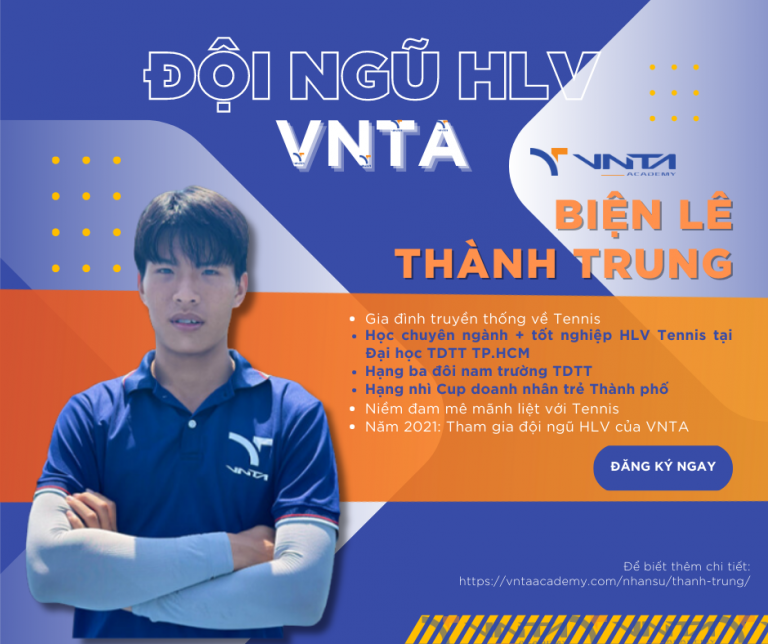 ĐỘI NGŨ HLV
VNTA
VNTA
ACADEMY
BIỆN LÊ
THÀNH TRUNG
Gia đình truyền thống về Tennis
Học chuyên ngành + tốt nghiệp HLV Tennis tại
Đại học TDTT TP.HCM
Hạng ba đôi nam trường TDTT
Hạng nhì Cup doanh nhân trẻ Thành phố
Niềm đam mê mãnh liệt với Tennis
Năm 2021: Tham gia đội ngũ HLV của VNTA
ĐĂNG KÝ NGAY
VNTA
Để biết thêm chi tiết:
https://vntaacademy.com/nhansu/thanh-trung/